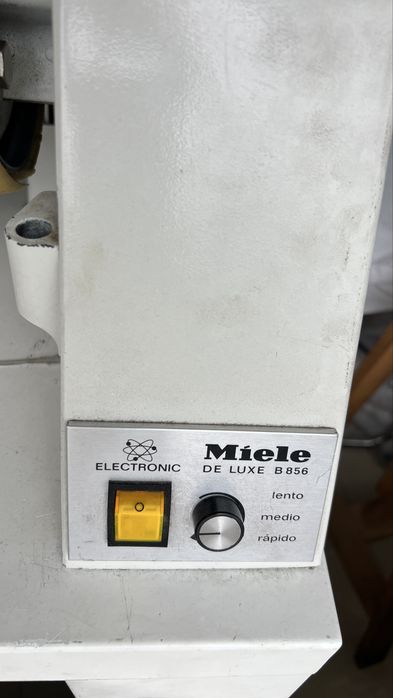 Miele
ELECTRONIC
DE LUXE B856
lento
medio
rápido
O